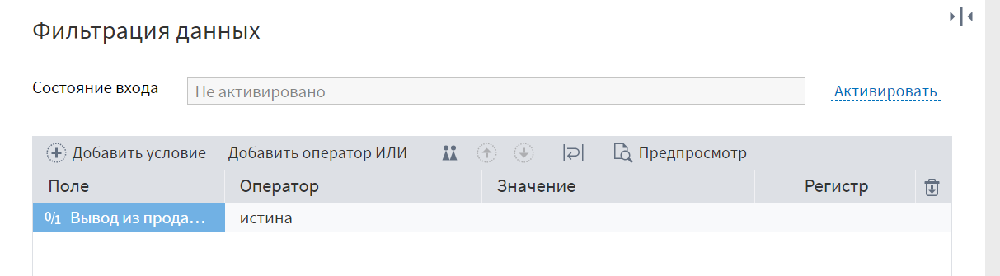 Фильтрация данных
Состояние входа Не активировано Активировать
Добавить условие Добавить оператор ИЛИ Предпросмотр
Поле Оператор Значение Регистр
0/1 Вывод из прода... истина